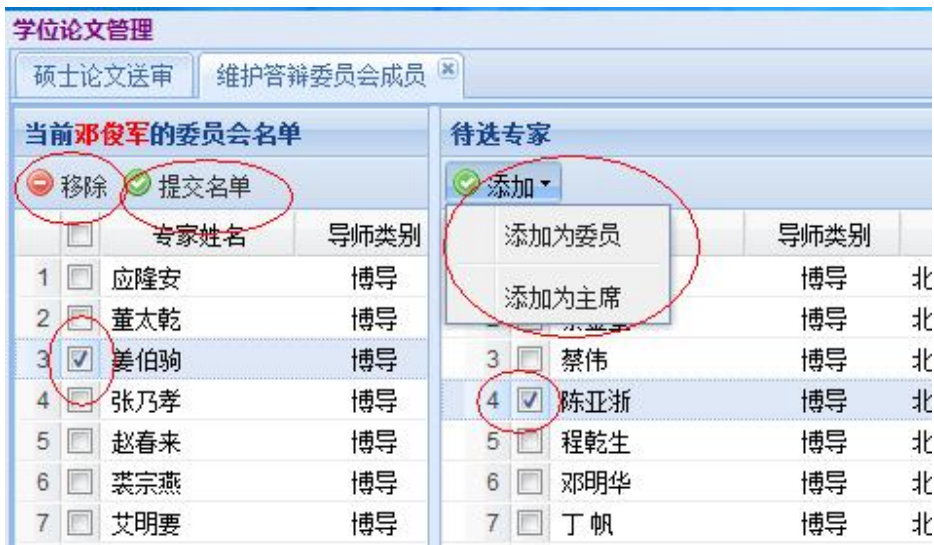 学位论文管理
硕士论文送审 维护答辩委员会成员
当前邓俊军的委员会名单 待选专家
移除 提交名单 添加
添加为委员
添加为主席
专家姓名 导师类别 导师类别
1 应隆安 博导 博导 北
2 董太乾 博导 博导 北
3 姜伯驹 博导 3 蔡伟 博导 北
4 张乃孝 博导 4 陈亚浙 博导 北
5 赵春来 博导 5 程乾生 博导 北
6 裘宗燕 博导 6 邓明华 博导 北
7 艾明要 博导 7 丁帆 博导 北